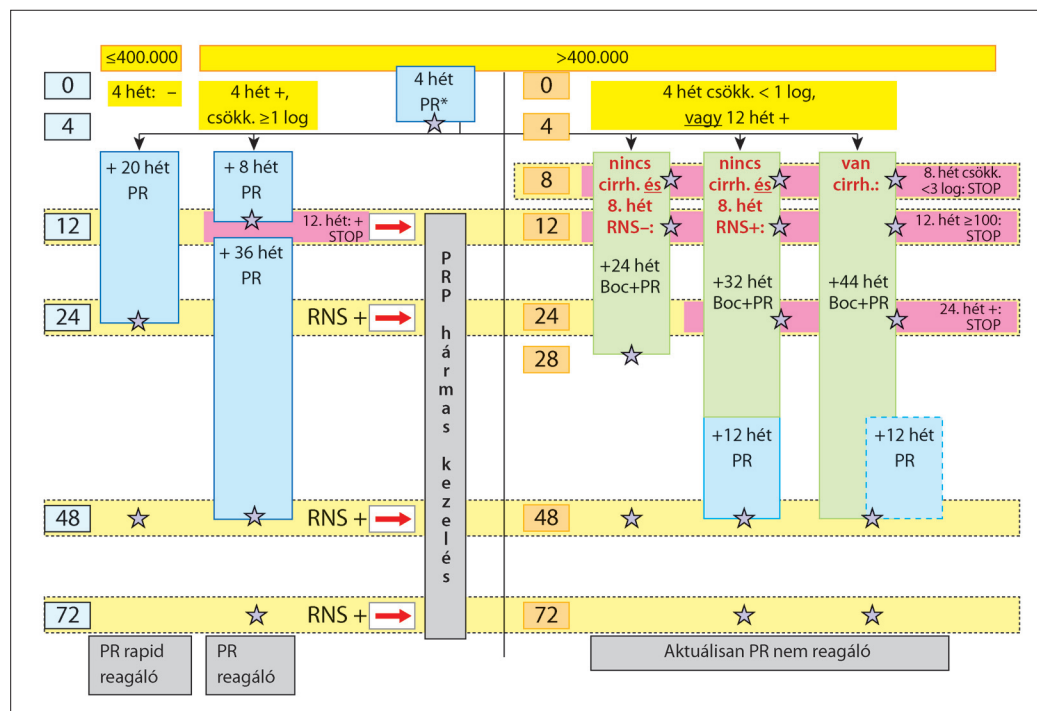 ≤400.000
>400.000
0
4 hét: –
4 hét +,
csökk. ≥1 log
4 hét
PR*
0
4 hét csökk. < 1 log,
vagy 12 hét +
4
4
+ 20 hét
PR
+ 8 hét
PR
8
nincs
cirrh. és
8. hét
RNS–:
nincs
cirrh. és
8. hét
RNS+:
van
cirrh.:
8. hét csökk.
<3 log: STOP
12
12. hét: +
STOP
12
12. hét ≥100:
STOP
+ 36 hét
PR
PRP hármas kezelés
+24 hét
Boc+PR
+32 hét
Boc+PR
+44 hét
Boc+PR
24
RNS +
24
24. hét +:
STOP
28
+12 hét
PR
+12 hét
PR
48
RNS +
48
72
RNS +
72
PR rapid
reagáló
PR
reagáló
Aktuálisan PR nem reagáló